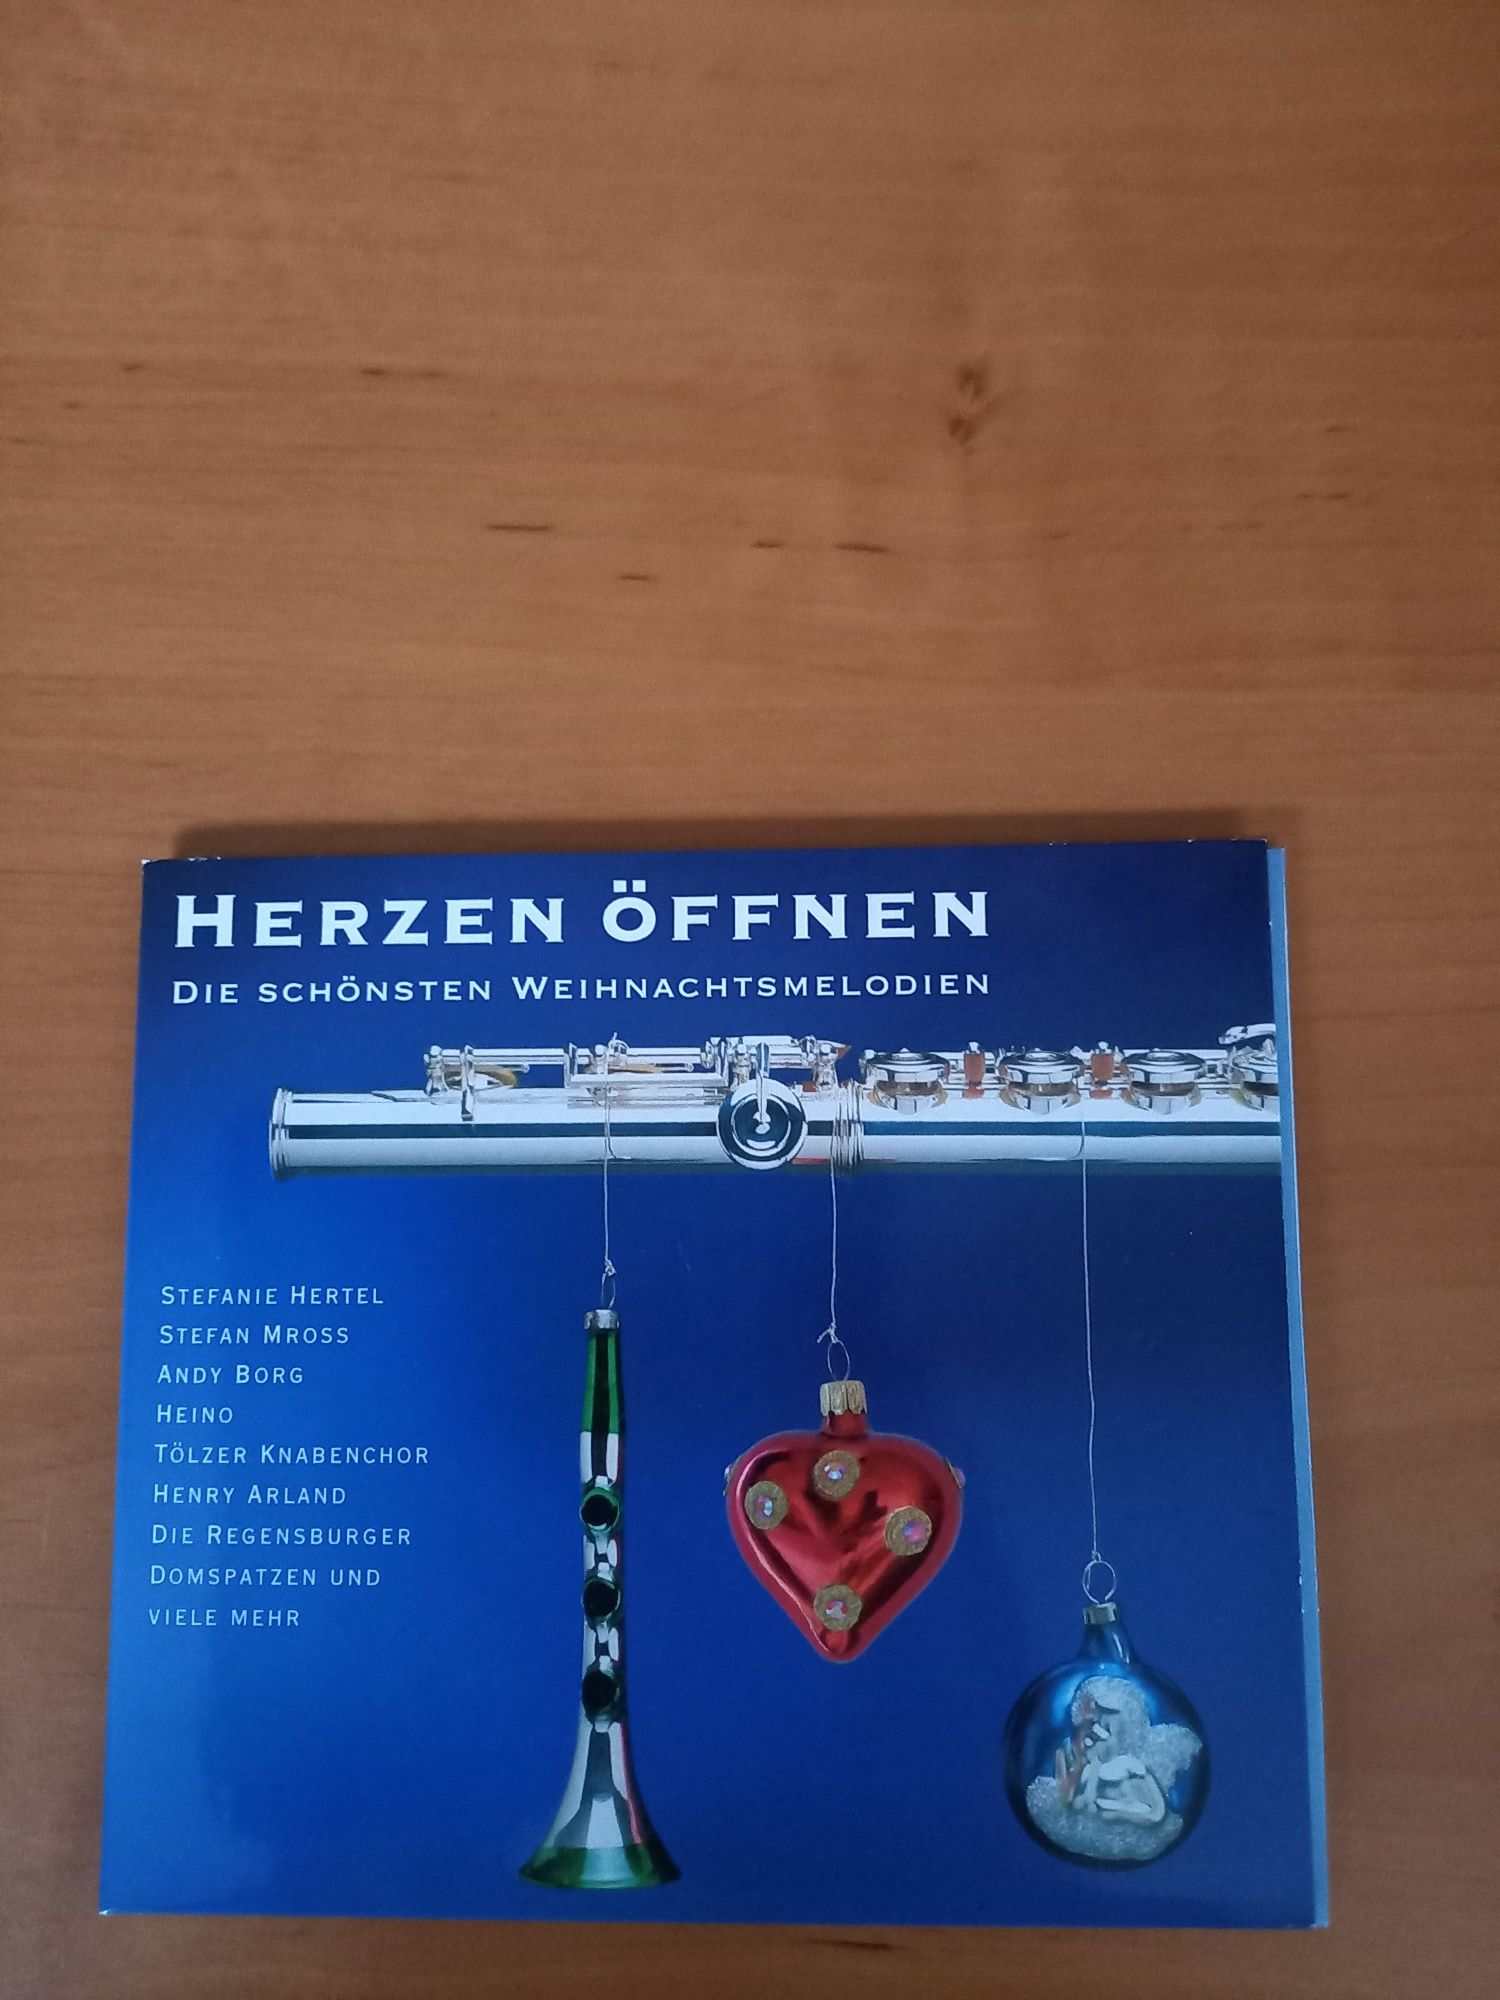 HERZEN ÖFFNEN
DIE SCHÖNSTEN WEIHNACHTSMELODIEN
STEFANIE HERTEL
STEFAN MROSS
ANDY BORG
HEINO
TÖLZER KNABENCHOR
HENRY ARLAND
DIE REGENSBURGER
DOMSPATZEN UND
VIELE MEHR